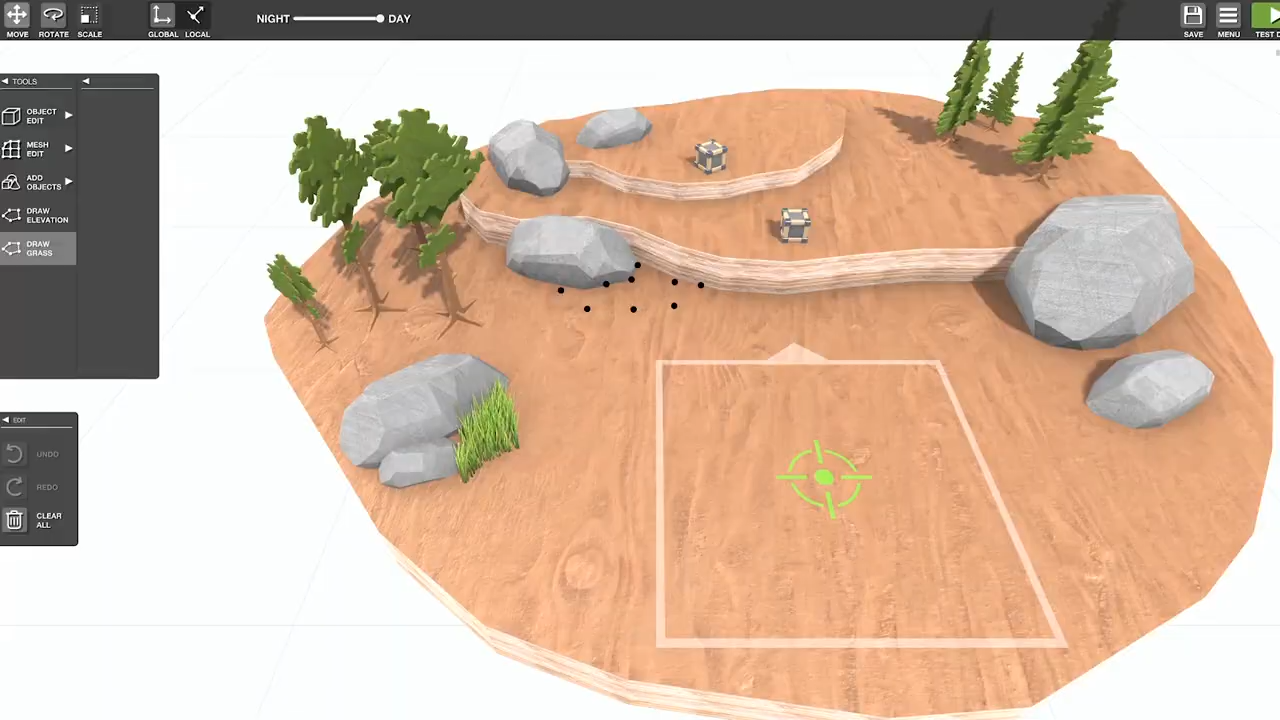 NIGHT DAY
MOVE ROTATE SCALE GLOBAL LOCAL SAVE MENU TEST
TOOLS
OBJECT
EDIT
MESH
EDIT
ADD
OBJECTS
DRAW
ELEVATION
DRAW
GRASS
EDIT
UNDO
REDO
CLEAR
ALL